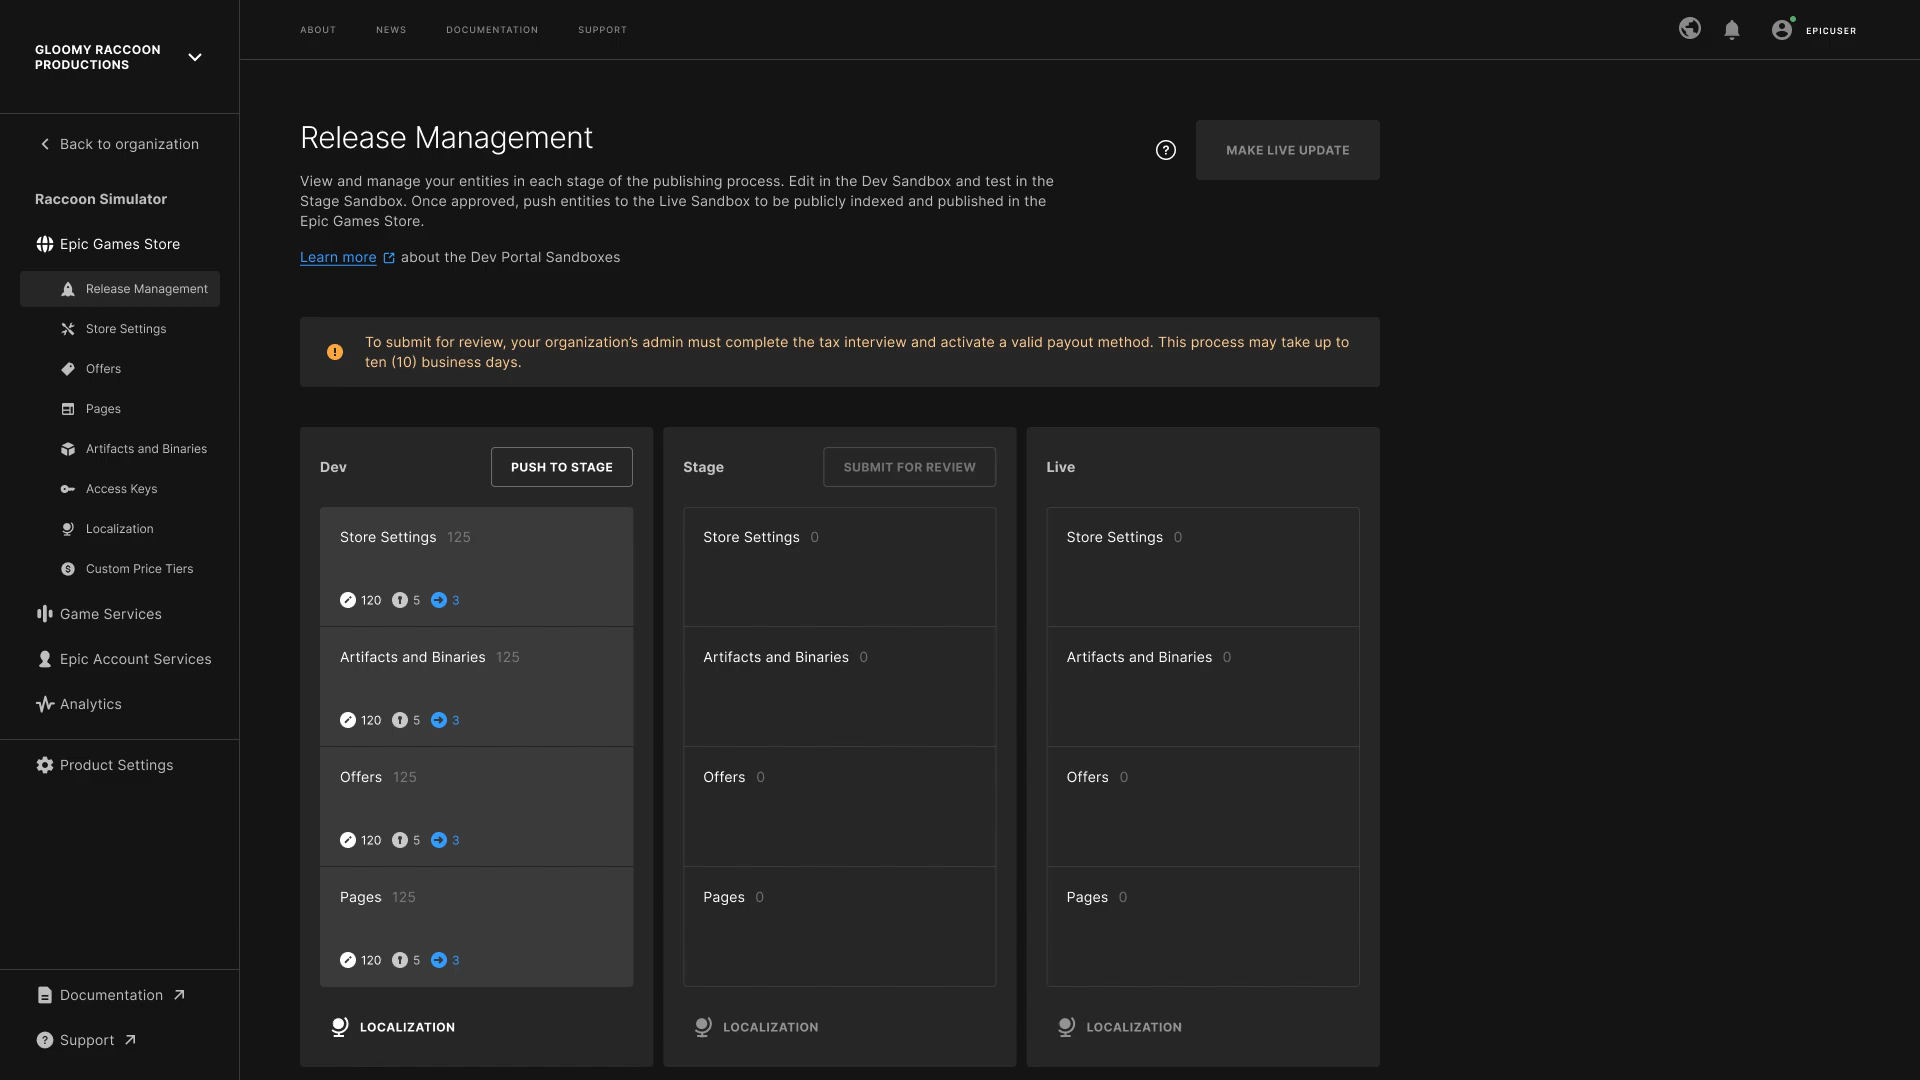 GLOOMY RACCOON
PRODUCTIONS
ABOUT
NEWS
DOCUMENTATION
SUPPORT
EPICUSER
Back to organization
Raccoon Simulator
Epic Games Store
Release Management
Store Settings
Offers
Pages
Artifacts and Binaries
Access Keys
Localization
Custom Price Tiers
Game Services
Epic Account Services
Analytics
Product Settings
Documentation
Support
Release Management
MAKE LIVE UPDATE
View and manage your entities in each stage of the publishing process. Edit in the Dev Sandbox and test in the
Stage Sandbox. Once approved, push entities to the Live Sandbox to be publicly indexed and published in the
Epic Games Store.
Learn more about the Dev Portal Sandboxes
To submit for review, your organization’s admin must complete the tax interview and activate a valid payout method. This process may take up to
ten (10) business days.
Dev
PUSH TO STAGE
Store Settings 125
120 5 3
Artifacts and Binaries 125
120 5 3
Offers 125
120 5 3
Pages 125
120 5 3
LOCALIZATION
Stage
SUBMIT FOR REVIEW
Store Settings 0
Artifacts and Binaries 0
Offers 0
Pages 0
LOCALIZATION
Live
Store Settings 0
Artifacts and Binaries 0
Offers 0
Pages 0
LOCALIZATION